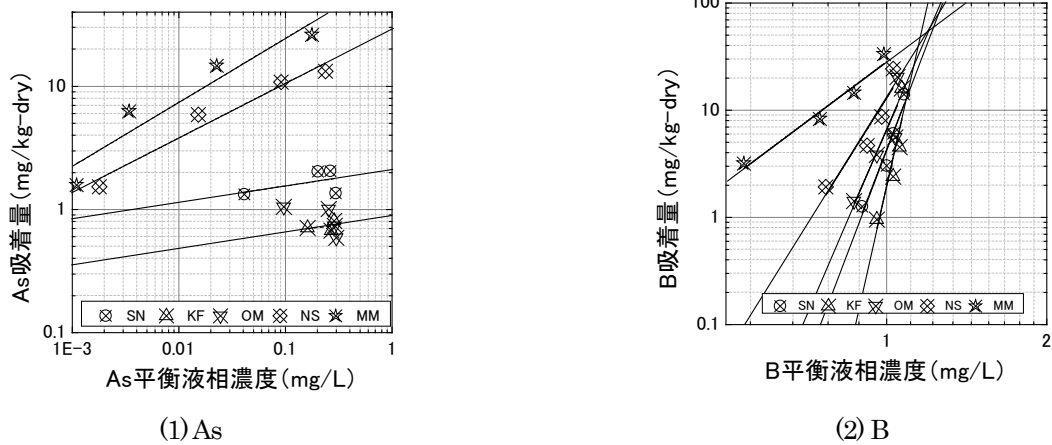 10
1
0.1
1E-3
0.01
0.1
1
As吸着量(mg/kg-dry)
SN KF OM NS MM
As平衡液相濃度(mg/L)
(1) As
100
10
1
0.1
1
2
B吸着量(mg/kg-dry)
SN KF OM NS MM
B平衡液相濃度(mg/L)
(2) B